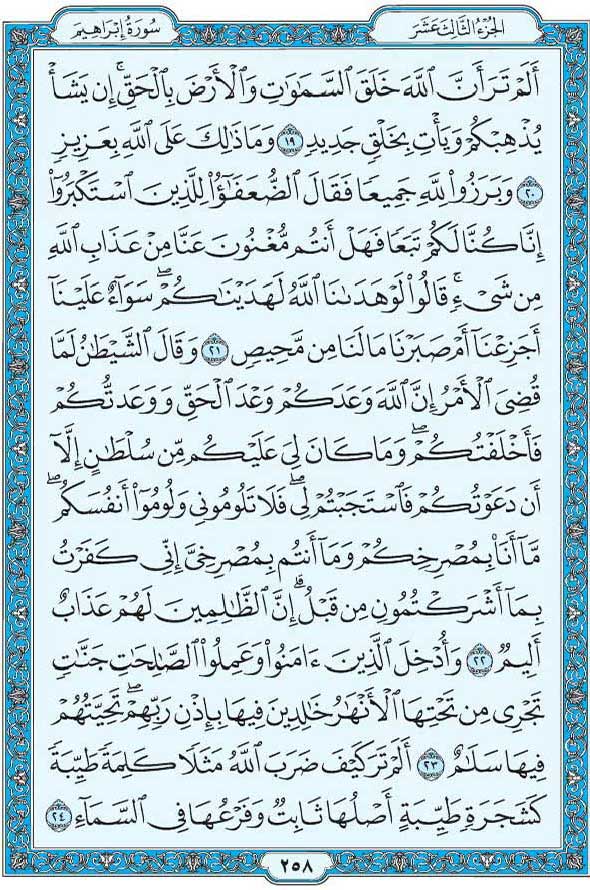 الجزء الثالث عشر
سورة إبراهيم
أَلَمْ تَرَ أَنَّ ٱللَّهَ خَلَقَ ٱلسَّمَٰوَٰتِ وَٱلْأَرْضَ بِٱلْحَقِّ ۚ إِن يَشَأْ
يُذْهِبْكُمْ وَيَأْتِ بِخَلْقٍ جَدِيدٍ ١٩ وَمَا ذَٰلِكَ عَلَى ٱللَّهِ بِعَزِيزٍ
٢٠ وَبَرَزُوا۟ لِلَّهِ جَمِيعًا فَقَالَ ٱلضُّعَفَٰٓؤُا۟ لِلَّذِينَ ٱسْتَكْبَرُوٓا۟
إِنَّا كُنَّا لَكُمْ تَبَعًا فَهَلْ أَنتُم مُّغْنُونَ عَنَّا مِنْ عَذَابِ ٱللَّهِ
مِن شَىْءٍ ۚ قَالُوا۟ لَوْ هَدَىٰنَا ٱللَّهُ لَهَدَيْنَٰكُمْ ۖ سَوَآءٌ عَلَيْنَآ
أَجَزِعْنَآ أَمْ صَبَرْنَا مَا لَنَا مِن مَّحِيصٍ ٢١ وَقَالَ ٱلشَّيْطَٰنُ لَمَّا
قُضِىَ ٱلْأَمْرُ إِنَّ ٱللَّهَ وَعَدَكُمْ وَعْدَ ٱلْحَقِّ وَوَعَدتُّكُمْ
فَأَخْلَفْتُكُمْ ۖ وَمَا كَانَ لِىَ عَلَيْكُم مِّن سُلْطَٰنٍ إِلَّآ
أَن دَعَوْتُكُمْ فَٱسْتَجَبْتُمْ لِى ۖ فَلَا تَلُومُونِى وَلُومُوٓا۟ أَنفُسَكُم ۖ
مَّآ أَنَا۠ بِمُصْرِخِكُمْ وَمَآ أَنتُم بِمُصْرِخِىَّ إِنِّى كَفَرْتُ
بِمَآ أَشْرَكْتُمُونِ مِن قَبْلُ ۗ إِنَّ ٱلظَّٰلِمِينَ لَهُمْ عَذَابٌ
أَلِيمٌ ٢٢ وَأُدْخِلَ ٱلَّذِينَ ءَامَنُوا۟ وَعَمِلُوا۟ ٱلصَّٰلِحَٰتِ جَنَّٰتٍ
تَجْرِى مِن تَحْتِهَا ٱلْأَنْهَٰرُ خَٰلِدِينَ فِيهَا بِإِذْنِ رَبِّهِمْ ۖ تَحِيَّتُهُمْ
فِيهَا سَلَٰمٌ ٢٣ أَلَمْ تَرَ كَيْفَ ضَرَبَ ٱللَّهُ مَثَلًا كَلِمَةً طَيِّبَةً
كَشَجَرَةٍ طَيِّبَةٍ أَصْلُهَا ثَابِتٌ وَفَرْعُهَا فِى ٱلسَّمَآءِ ٢٤
٢٥٨